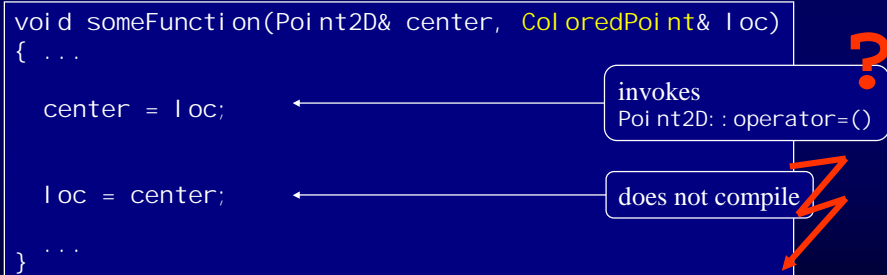 void someFunction(Point2D& center, ColoredPoint& loc)
{ ...
center = loc;
invokes
Point2D::operator=()
?
loc = center;
does not compile
...
}